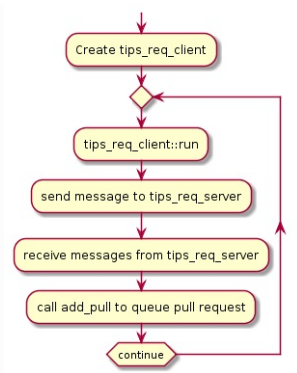 Create tips_req_client
tips_req_client::run
send message to tips_req_server
receive messages from tips_req_server
call add_pull to queue pull request
continue